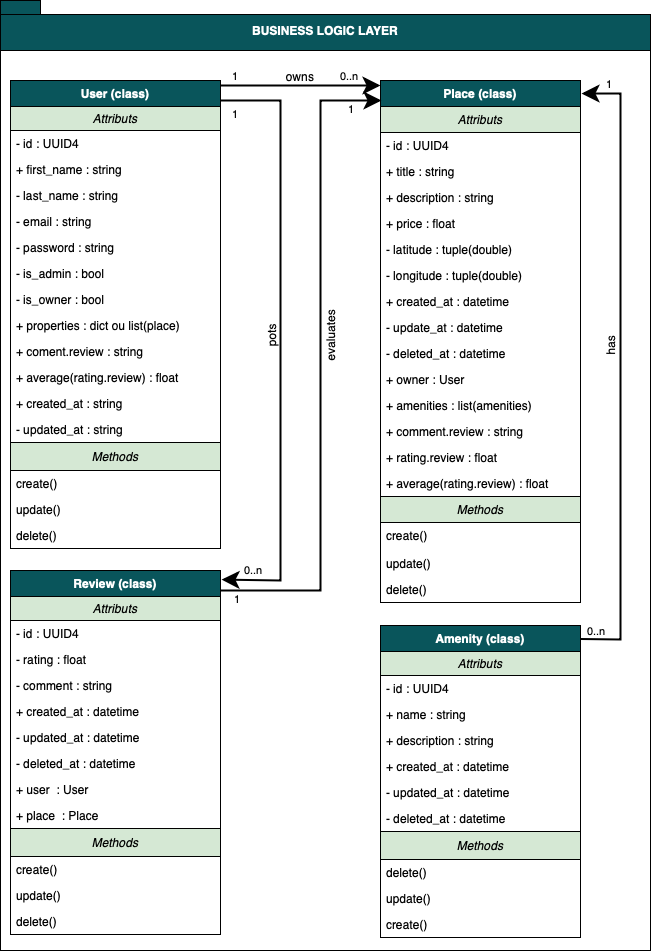 BUSINESS LOGIC LAYER
1
owns
0..n
User (class)
Attributs
- id : UUID4
+ first_name : string
- last_name : string
- email : string
- password : string
- is_admin : bool
- is_owner : bool
+ properties : dict ou list(place)
+ coment.review : string
+ average(rating.review) : float
+ created_at : string
- updated_at : string
Methods
create()
update()
delete()
1
pots
0..n
Place (class)
Attributs
- id : UUID4
+ title : string
+ description : string
+ price : float
- latitude : tuple(double)
- longitude : tuple(double)
+ created_at : datetime
- update_at : datetime
- deleted_at : datetime
+ owner : User
+ amenities : list(amenities)
+ comment.review : string
+ rating.review : float
+ average(rating.review) : float
Methods
create()
update()
delete()
1
evaluates
1
1
has
0..n
Review (class)
Attributs
- id : UUID4
- rating : float
- comment : string
+ created_at : datetime
- updated_at : datetime
- deleted_at : datetime
+ user : User
+ place : Place
Methods
create()
update()
delete()
Amenity (class)
Attributs
- id : UUID4
+ name : string
+ description : string
+ created_at : datetime
- updated_at : datetime
- deleted_at : datetime
Methods
delete()
update()
create()